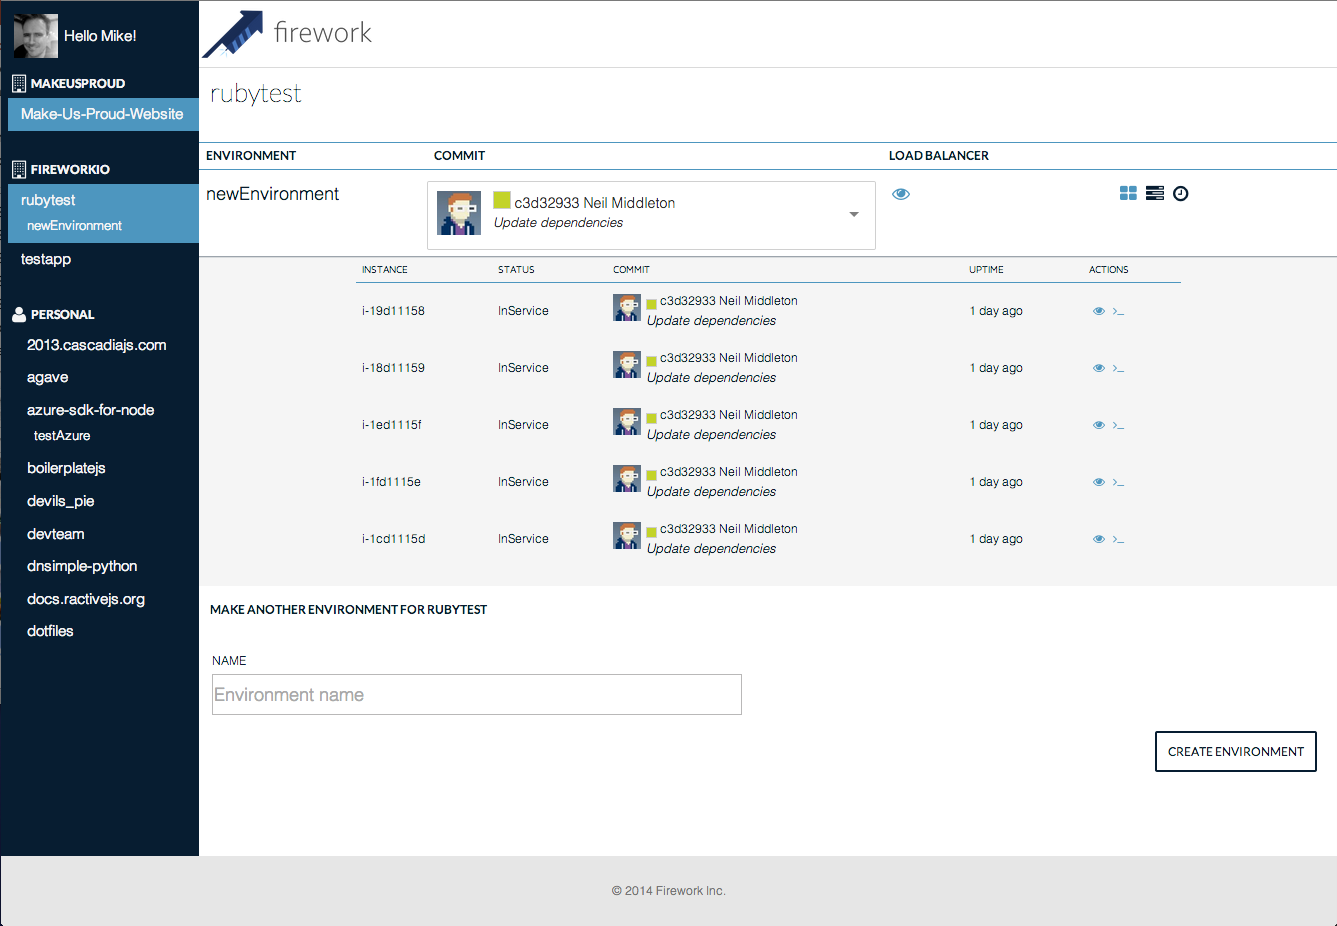 Hello Mike!
MAKEUSPROUD
Make-Us-Proud-Website
FIREWORKIO
rubytest
newEnvironment
testapp
PERSONAL
2013.cascadiajs.com
agave
azure-sdk-for-node
testAzure
boilerplatejs
devils_pie
devteam
dnsimple-python
docs.ractivejs.org
dotfiles
firework
rubytest
ENVIRONMENT COMMIT LOAD BALANCER
newEnvironment c3d32933 Neil Middleton
Update dependencies
INSTANCE STATUS COMMIT UPTIME ACTIONS
i-19d11158 InService c3d32933 Neil Middleton 1 day ago
Update dependencies
i-18d11159 InService c3d32933 Neil Middleton 1 day ago
Update dependencies
i-1ed1115f InService c3d32933 Neil Middleton 1 day ago
Update dependencies
i-1fd1115e InService c3d32933 Neil Middleton 1 day ago
Update dependencies
i-1cd1115d InService c3d32933 Neil Middleton 1 day ago
Update dependencies
MAKE ANOTHER ENVIRONMENT FOR RUBYTEST
NAME
Environment name
CREATE ENVIRONMENT
© 2014 Firework Inc.